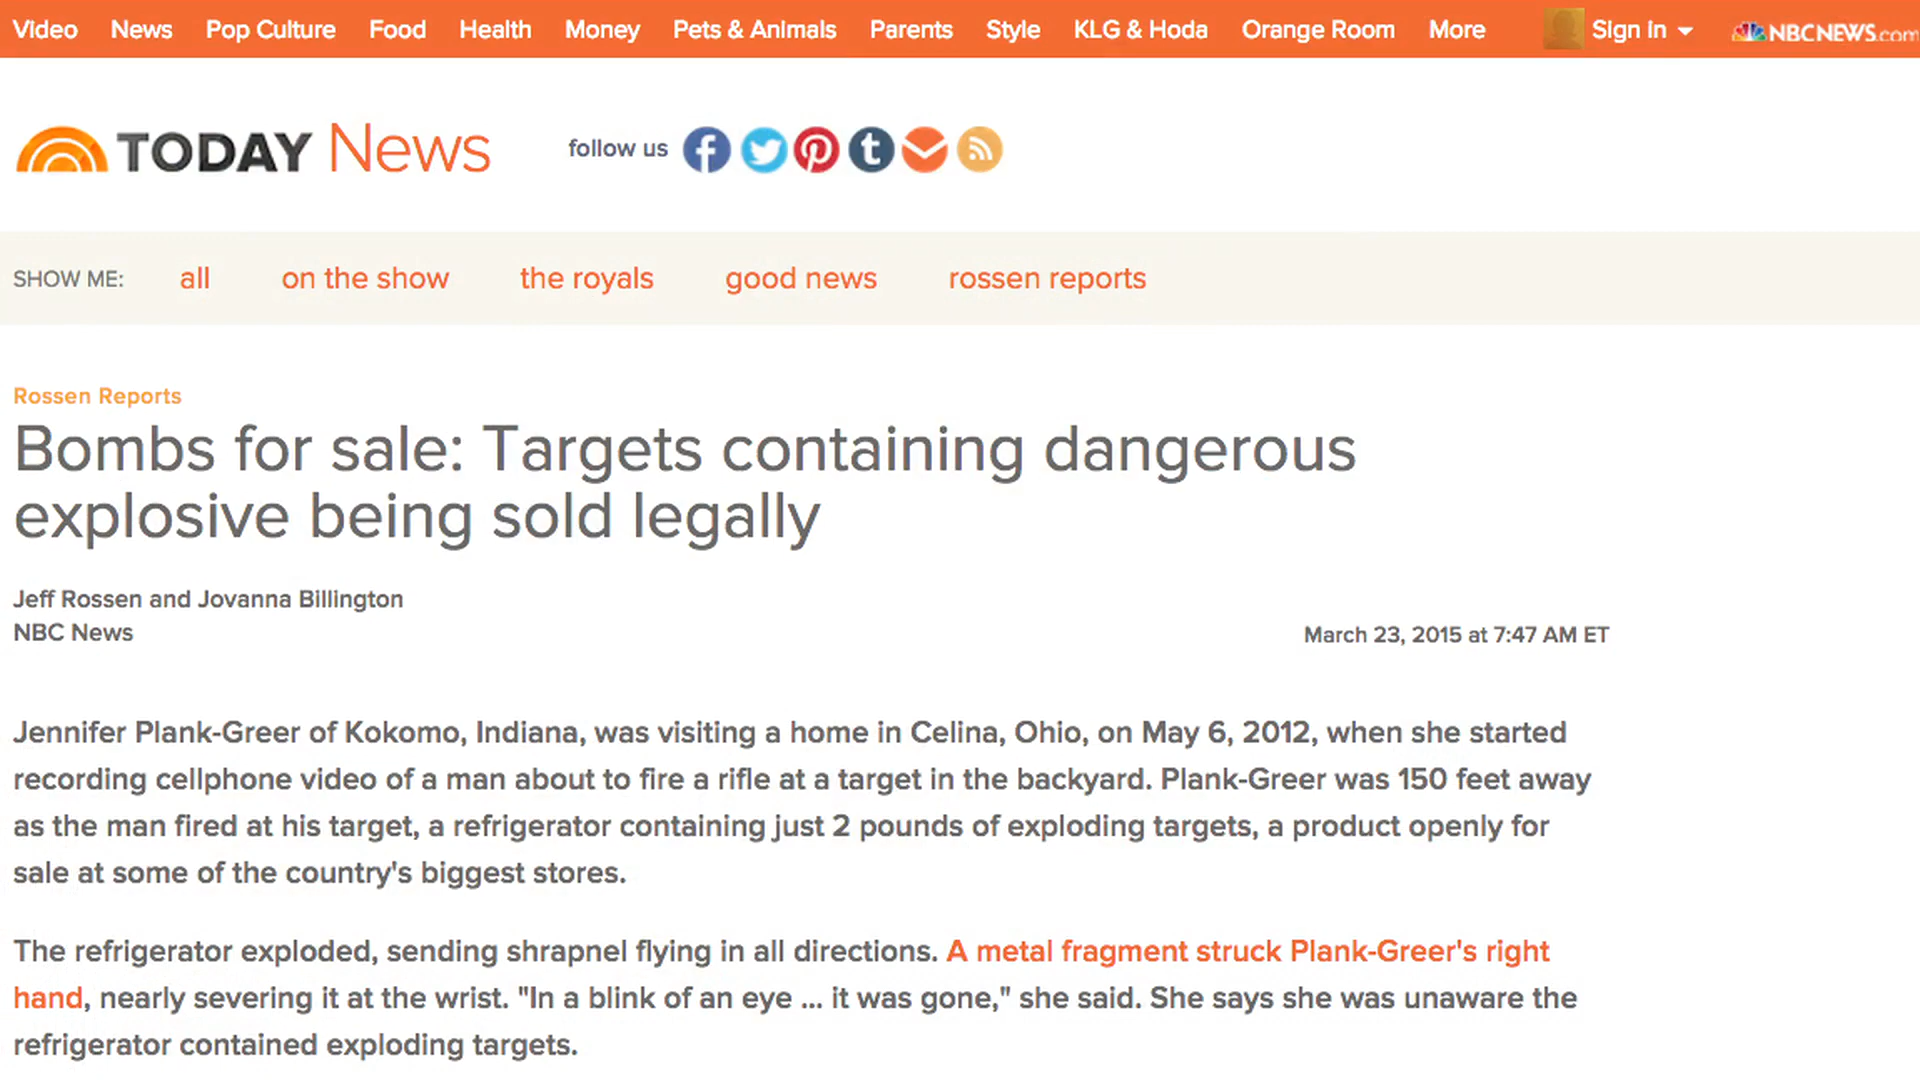 Video News Pop Culture Food Health Money Pets & Animals Parents Style KLG & Hoda Orange Room More Sign in NBCNEWS.com
TODAY News follow us
SHOW ME: all on the show the royals good news rossen reports
Rossen Reports
Bombs for sale: Targets containing dangerous
explosive being sold legally
Jeff Rossen and Jovanna Billington
NBC News
March 23, 2015 at 7:47 AM ET
Jennifer Plank-Greer of Kokomo, Indiana, was visiting a home in Celina, Ohio, on May 6, 2012, when she started
recording cellphone video of a man about to fire a rifle at a target in the backyard. Plank-Greer was 150 feet away
as the man fired at his target, a refrigerator containing just 2 pounds of exploding targets, a product openly for
sale at some of the country's biggest stores.
The refrigerator exploded, sending shrapnel flying in all directions. A metal fragment struck Plank-Greer's right
hand, nearly severing it at the wrist. "In a blink of an eye ... it was gone," she said. She says she was unaware the
refrigerator contained exploding targets.